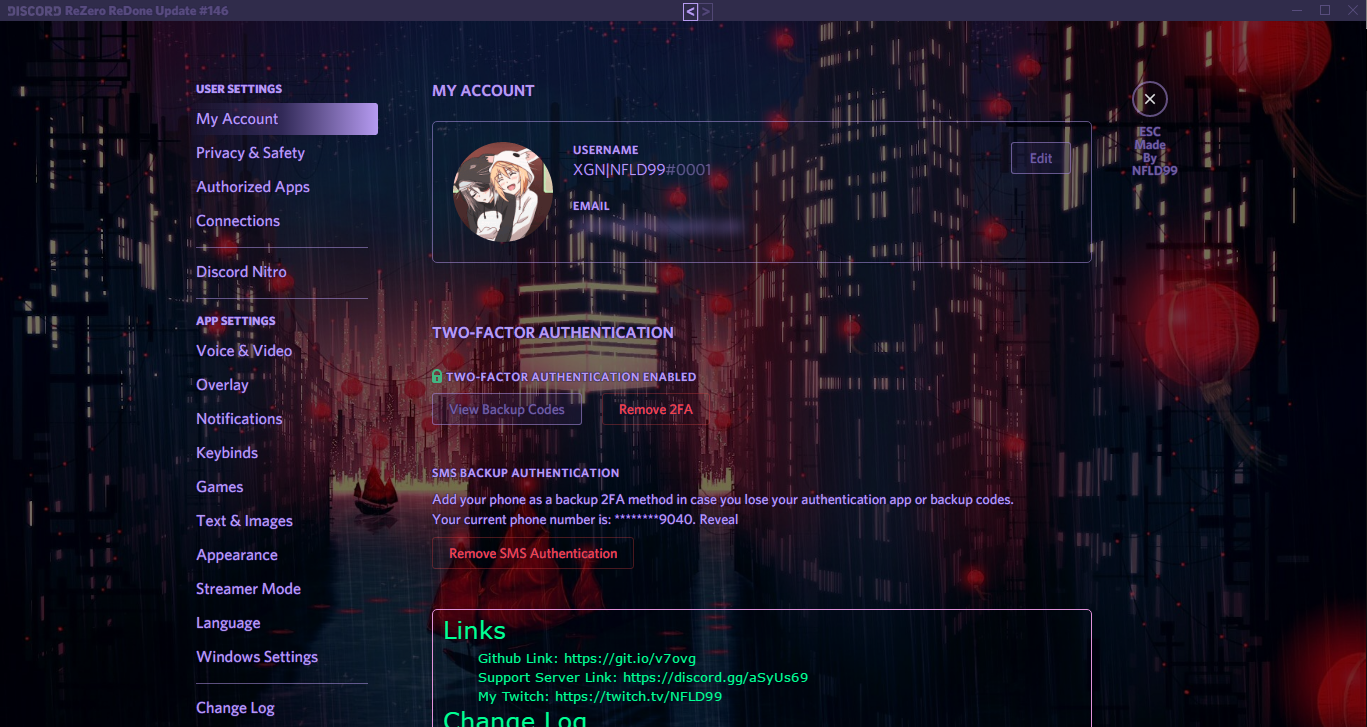 DISCORD ReZero ReDone Update #146
< >
USER SETTINGS
My Account
Privacy & Safety
Authorized Apps
Connections
Discord Nitro
APP SETTINGS
Voice & Video
Overlay
Notifications
Keybinds
Games
Text & Images
Appearance
Streamer Mode
Language
Windows Settings
Change Log
MY ACCOUNT
USERNAME
XGN|NFLD99#0001
EMAIL
Edit
TWO-FACTOR AUTHENTICATION
TWO-FACTOR AUTHENTICATION ENABLED
View Backup Codes
Remove 2FA
SMS BACKUP AUTHENTICATION
Add your phone as a backup 2FA method in case you lose your authentication app or backup codes.
Your current phone number is: ********9040. Reveal
Remove SMS Authentication
Links
Github Link: https://git.io/v7ovg
Support Server Link: https://discord.gg/aSyUs69
My Twitch: https://twitch.tv/NFLD99
Change Log
ESC
Made
By
NFLD99